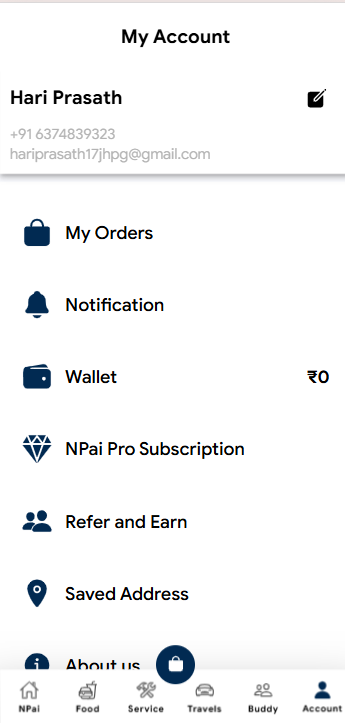 My Account
Hari Prasath
+91 6374839323
hariprasath17jhpg@gmail.com
My Orders
Notification
Wallet ₹0
NPai Pro Subscription
Refer and Earn
Saved Address
About us
NPai Food Service Travels Buddy Account